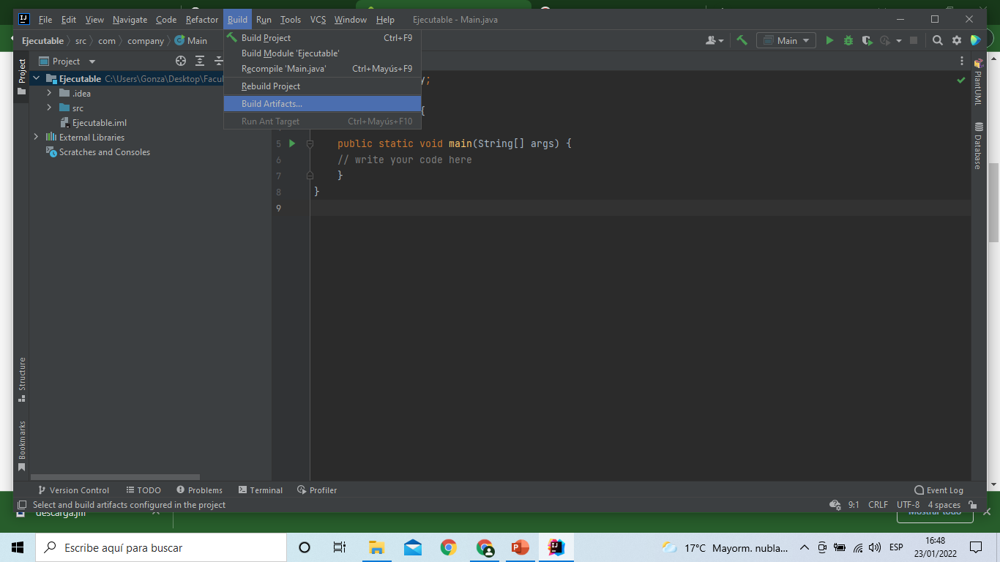 File Edit View Navigate Code Refactor Build Run Tools VCS Window Help Ejecutable - Main.java
Ejecutable src com company Main
Main
Project
Build Project Ctrl+F9
Build Module 'Ejecutable'
Recompile 'Main.java' Ctrl+Mayús+F9
Rebuild Project
Build Artifacts...
Run Ant Target Ctrl+Mayús+F10
Project
Structure
Bookmarks
Ejecutable C:\Users\Gonza\Desktop\Facul
.idea
src
Ejecutable.iml
External Libraries
Scratches and Consoles
y;
{
5 public static void main(String[] args) {
6 // write your code here
7 }
8 }
9
PlantUML
Database
Version Control TODO Problems Terminal Profiler Event Log
Select and build artifacts configured in the project 9:1 CRLF UTF-8 4 spaces
descarga.jfif Mostrar todo
Escribe aquí para buscar
17°C Mayorm. nubla... ESP 16:48
23/01/2022